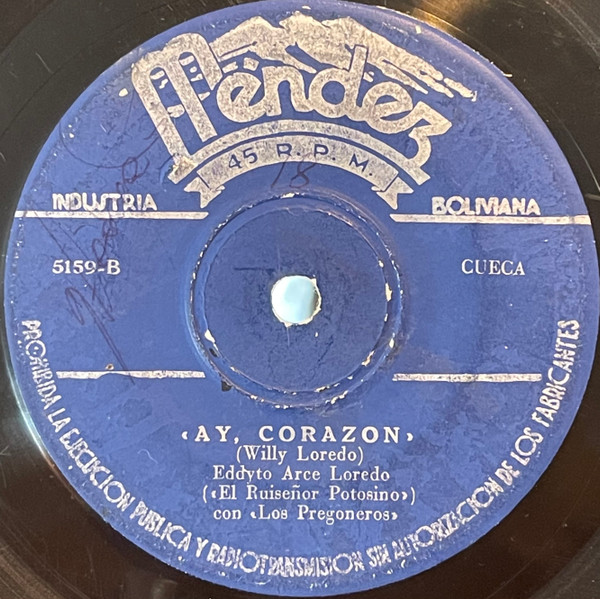 Méndez
45 R. P. M.
INDUSTRIA BOLIVIANA
5159-B CUECA
«AY, CORAZON»
(Willy Loredo)
Eddyto Arce Loredo
(«El Ruiseñor Potosino»)
con «Los Pregoneros»
PROHIBIDA LA EJECUCION PUBLICA Y RADIOTRANSMISION SIN AUTORIZACION DE LOS FABRICANTES